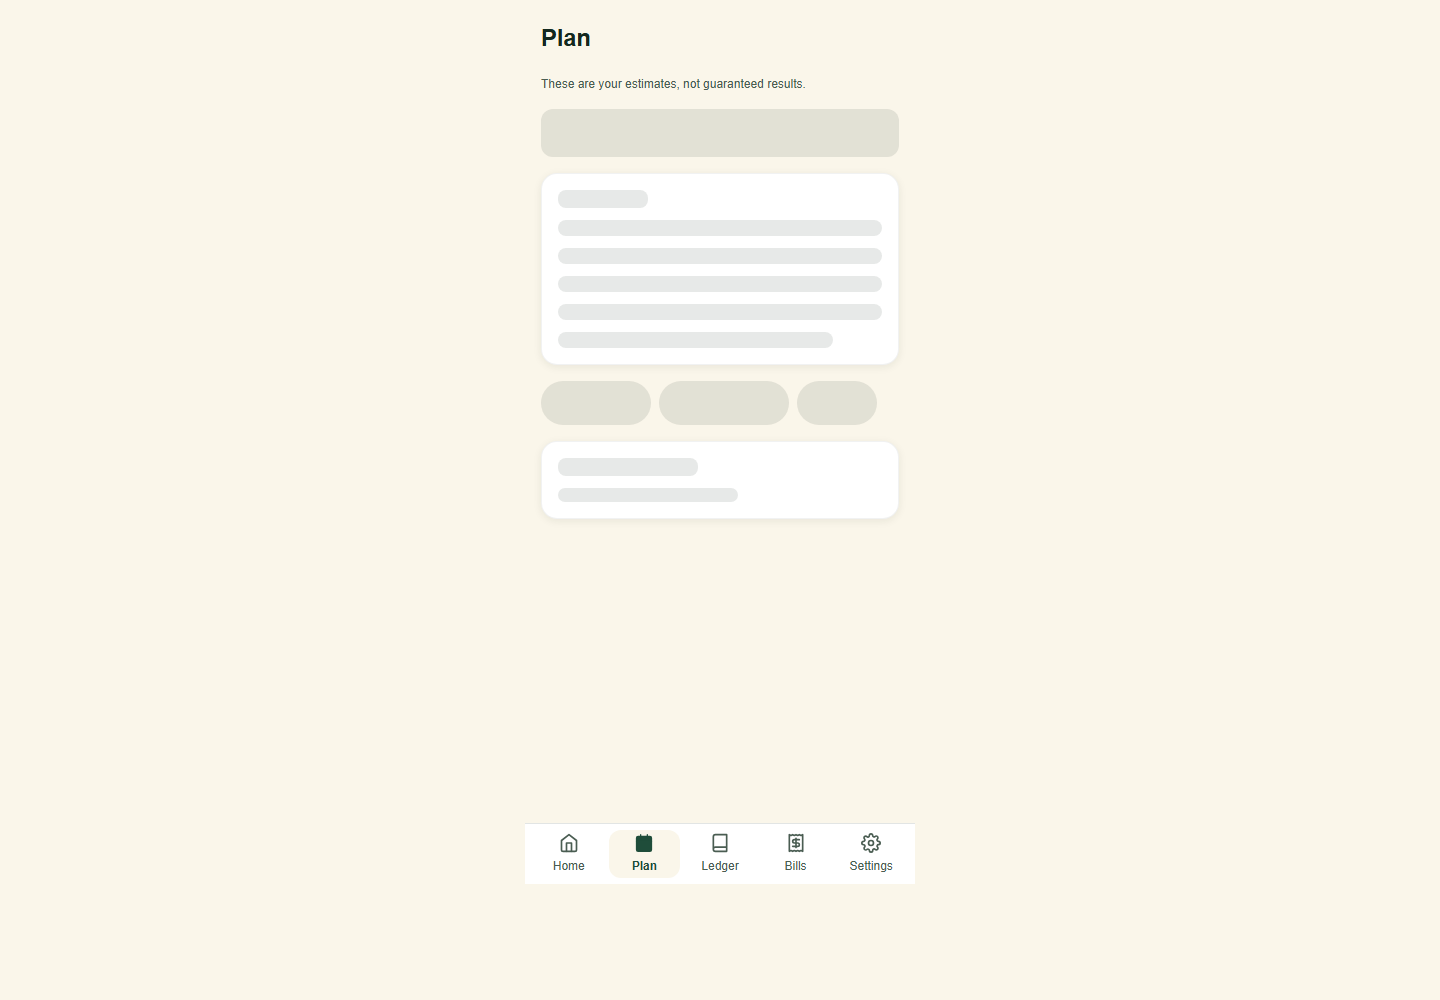 Plan
These are your estimates, not guaranteed results.
Home
Plan
Ledger
Bills
Settings